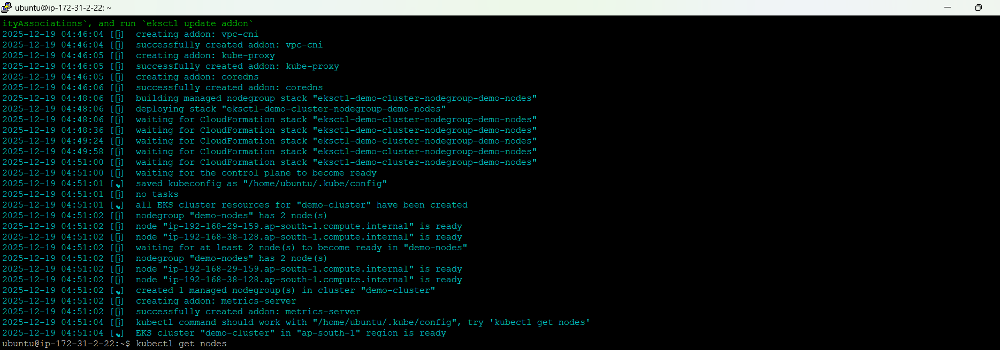 ubuntu@ip-172-31-2-22: ~
ityAssociations`, and run `eksctl update addon`
2025-12-19 04:46:04 [ℹ]  creating addon: vpc-cni
2025-12-19 04:46:04 [ℹ]  successfully created addon: vpc-cni
2025-12-19 04:46:05 [ℹ]  creating addon: kube-proxy
2025-12-19 04:46:05 [ℹ]  successfully created addon: kube-proxy
2025-12-19 04:46:05 [ℹ]  creating addon: coredns
2025-12-19 04:46:06 [ℹ]  successfully created addon: coredns
2025-12-19 04:48:06 [ℹ]  building managed nodegroup stack "eksctl-demo-cluster-nodegroup-demo-nodes"
2025-12-19 04:48:06 [ℹ]  deploying stack "eksctl-demo-cluster-nodegroup-demo-nodes"
2025-12-19 04:48:06 [ℹ]  waiting for CloudFormation stack "eksctl-demo-cluster-nodegroup-demo-nodes"
2025-12-19 04:48:36 [ℹ]  waiting for CloudFormation stack "eksctl-demo-cluster-nodegroup-demo-nodes"
2025-12-19 04:49:24 [ℹ]  waiting for CloudFormation stack "eksctl-demo-cluster-nodegroup-demo-nodes"
2025-12-19 04:49:58 [ℹ]  waiting for CloudFormation stack "eksctl-demo-cluster-nodegroup-demo-nodes"
2025-12-19 04:51:00 [ℹ]  waiting for CloudFormation stack "eksctl-demo-cluster-nodegroup-demo-nodes"
2025-12-19 04:51:00 [ℹ]  waiting for the control plane to become ready
2025-12-19 04:51:01 [✔]  saved kubeconfig as "/home/ubuntu/.kube/config"
2025-12-19 04:51:01 [ℹ]  no tasks
2025-12-19 04:51:01 [✔]  all EKS cluster resources for "demo-cluster" have been created
2025-12-19 04:51:02 [ℹ]  nodegroup "demo-nodes" has 2 node(s)
2025-12-19 04:51:02 [ℹ]  node "ip-192-168-29-159.ap-south-1.compute.internal" is ready
2025-12-19 04:51:02 [ℹ]  node "ip-192-168-38-128.ap-south-1.compute.internal" is ready
2025-12-19 04:51:02 [ℹ]  waiting for at least 2 node(s) to become ready in "demo-nodes"
2025-12-19 04:51:02 [ℹ]  nodegroup "demo-nodes" has 2 node(s)
2025-12-19 04:51:02 [ℹ]  node "ip-192-168-29-159.ap-south-1.compute.internal" is ready
2025-12-19 04:51:02 [ℹ]  node "ip-192-168-38-128.ap-south-1.compute.internal" is ready
2025-12-19 04:51:02 [✔]  created 1 managed nodegroup(s) in cluster "demo-cluster"
2025-12-19 04:51:02 [ℹ]  creating addon: metrics-server
2025-12-19 04:51:02 [ℹ]  successfully created addon: metrics-server
2025-12-19 04:51:04 [ℹ]  kubectl command should work with "/home/ubuntu/.kube/config", try 'kubectl get nodes'
2025-12-19 04:51:04 [✔]  EKS cluster "demo-cluster" in "ap-south-1" region is ready
ubuntu@ip-172-31-2-22:~$ kubectl get nodes